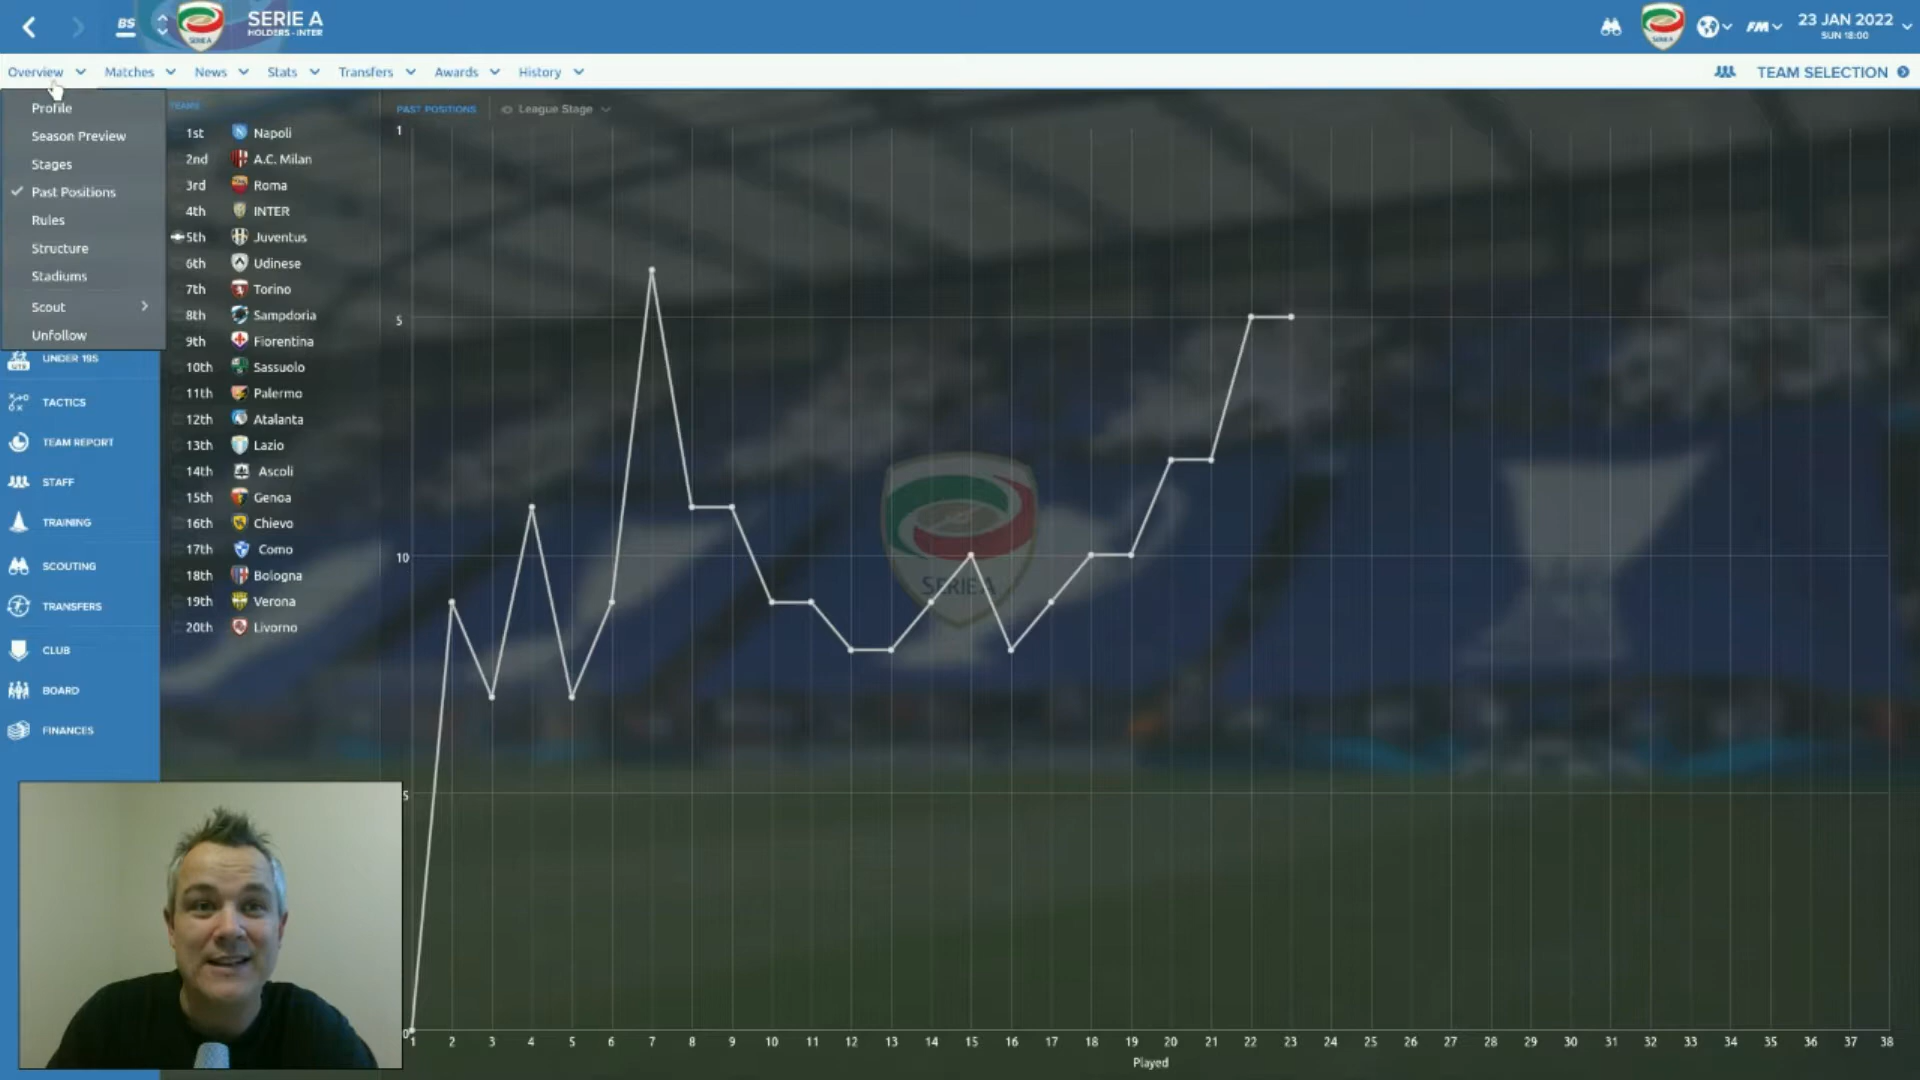 BS
SERIE A
HOLDERS - INTER
FM
23 JAN 2022
SUN 18:00
Overview
Matches
News
Stats
Transfers
Awards
History
TEAM SELECTION
Profile
Season Preview
Stages
Past Positions
Rules
Structure
Stadiums
Scout
Unfollow
UNDER 19S
TACTICS
TEAM REPORT
STAFF
TRAINING
SCOUTING
TRANSFERS
CLUB
BOARD
FINANCES
TEAMS
1st Napoli
2nd A.C. Milan
3rd Roma
4th INTER
5th Juventus
6th Udinese
7th Torino
8th Sampdoria
9th Fiorentina
10th Sassuolo
11th Palermo
12th Atalanta
13th Lazio
14th Ascoli
15th Genoa
16th Chievo
17th Como
18th Bologna
19th Verona
20th Livorno
PAST POSITIONS
League Stage
1
5
10
5
0
SERIE A
1 2 3 4 5 6 7 8 9 10 11 12 13 14 15 16 17 18 19 20 21 22 23 24 25 26 27 28 29 30 31 32 33 34 35 36 37 38
Played